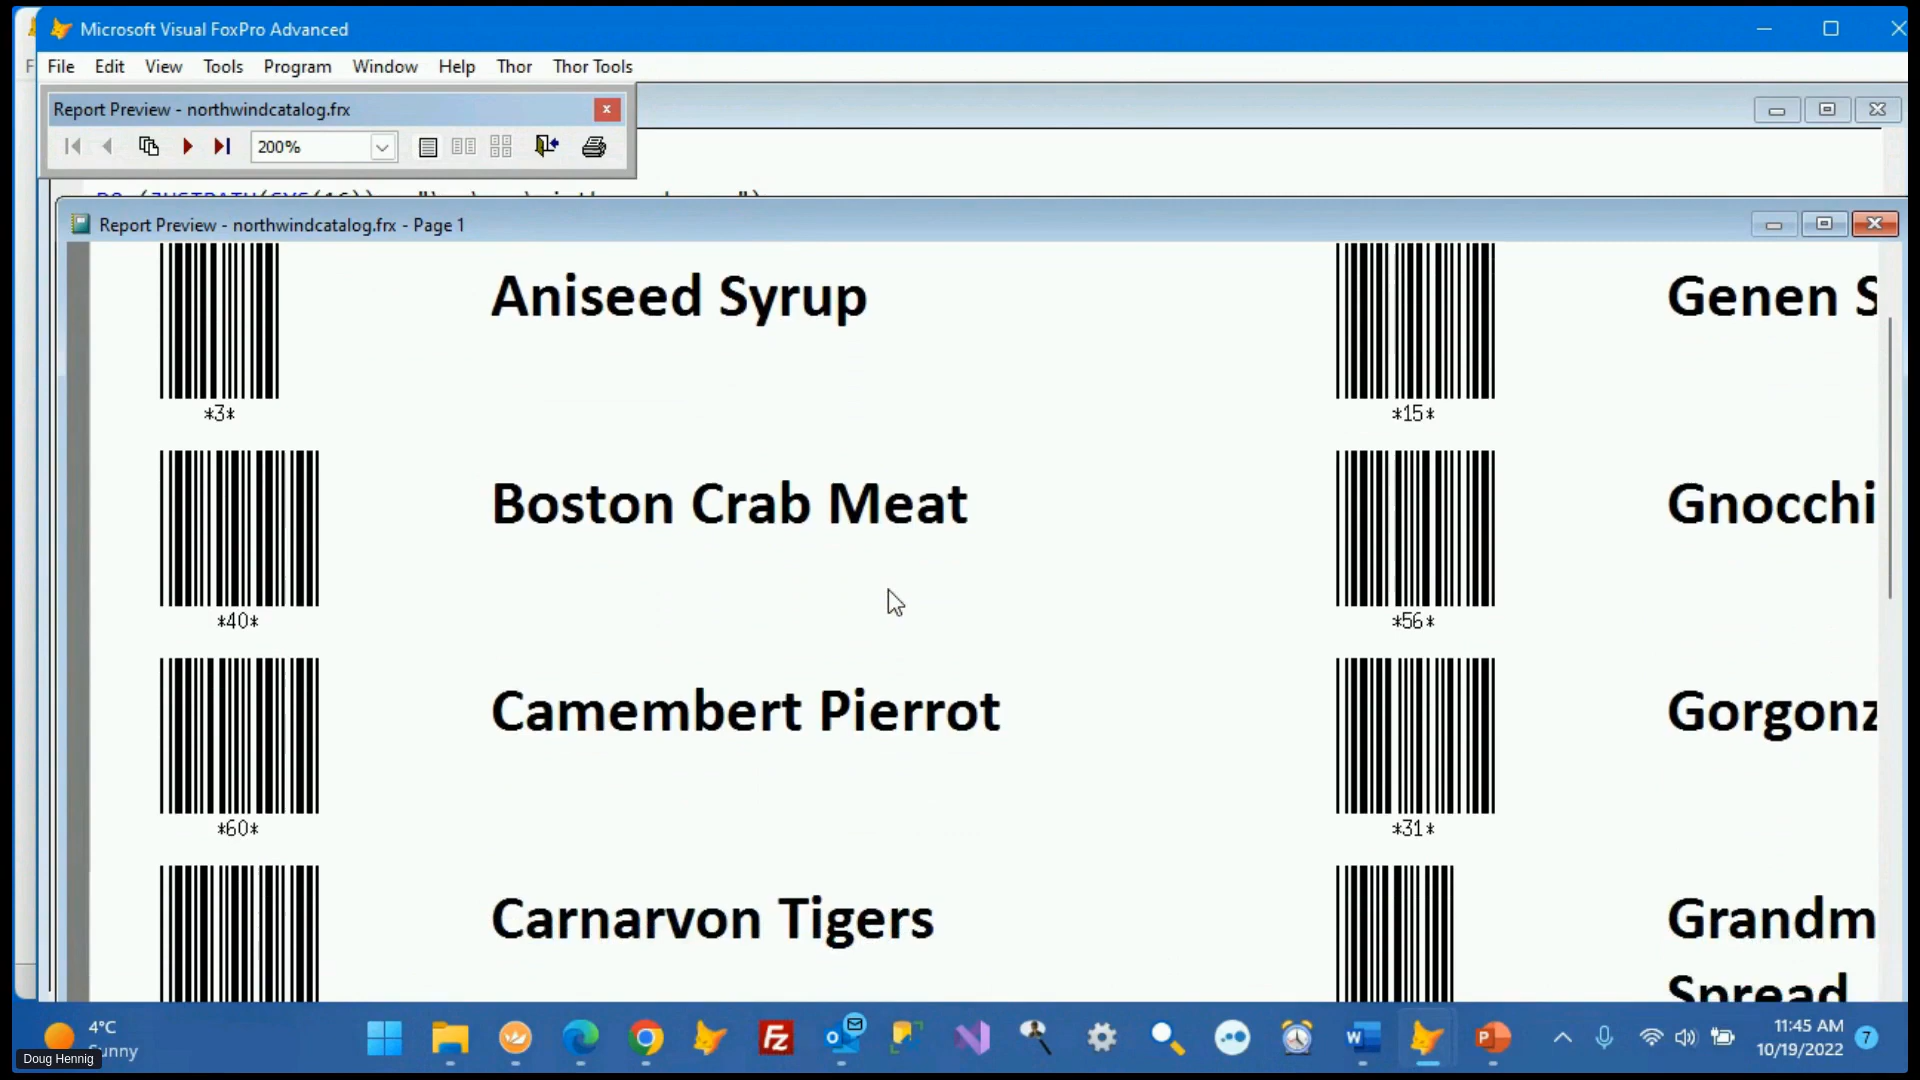 Microsoft Visual FoxPro Advanced
File Edit View Tools Program Window Help Thor Thor Tools
Report Preview - northwindcatalog.frx
200%
Report Preview - northwindcatalog.frx - Page 1
Aniseed Syrup
Genen S
*3*
*15*
Boston Crab Meat
Gnocchi
*40*
*56*
Camembert Pierrot
Gorgonz
*60*
*31*
Carnarvon Tigers
Grandm
Spread
4°C
Sunny
Doug Hennig
11:45 AM
10/19/2022
7